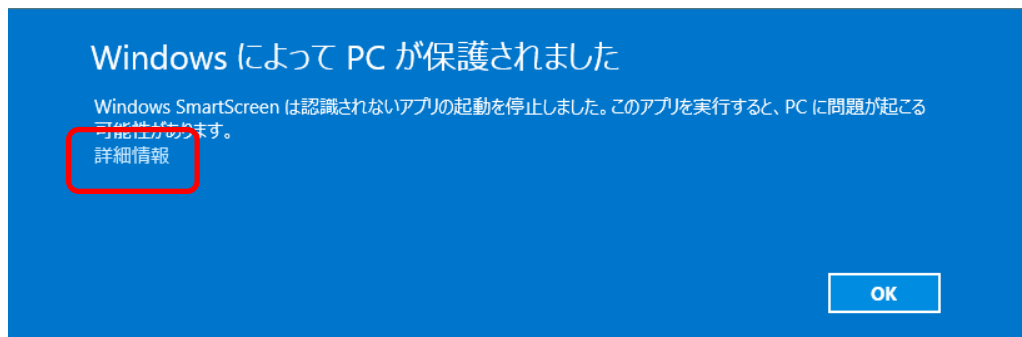 Windows によって PC が保護されました
Windows SmartScreen は認識されないアプリの起動を停止しました。このアプリを実行すると、PC に問題が起こる
可能性があります。
詳細情報
OK